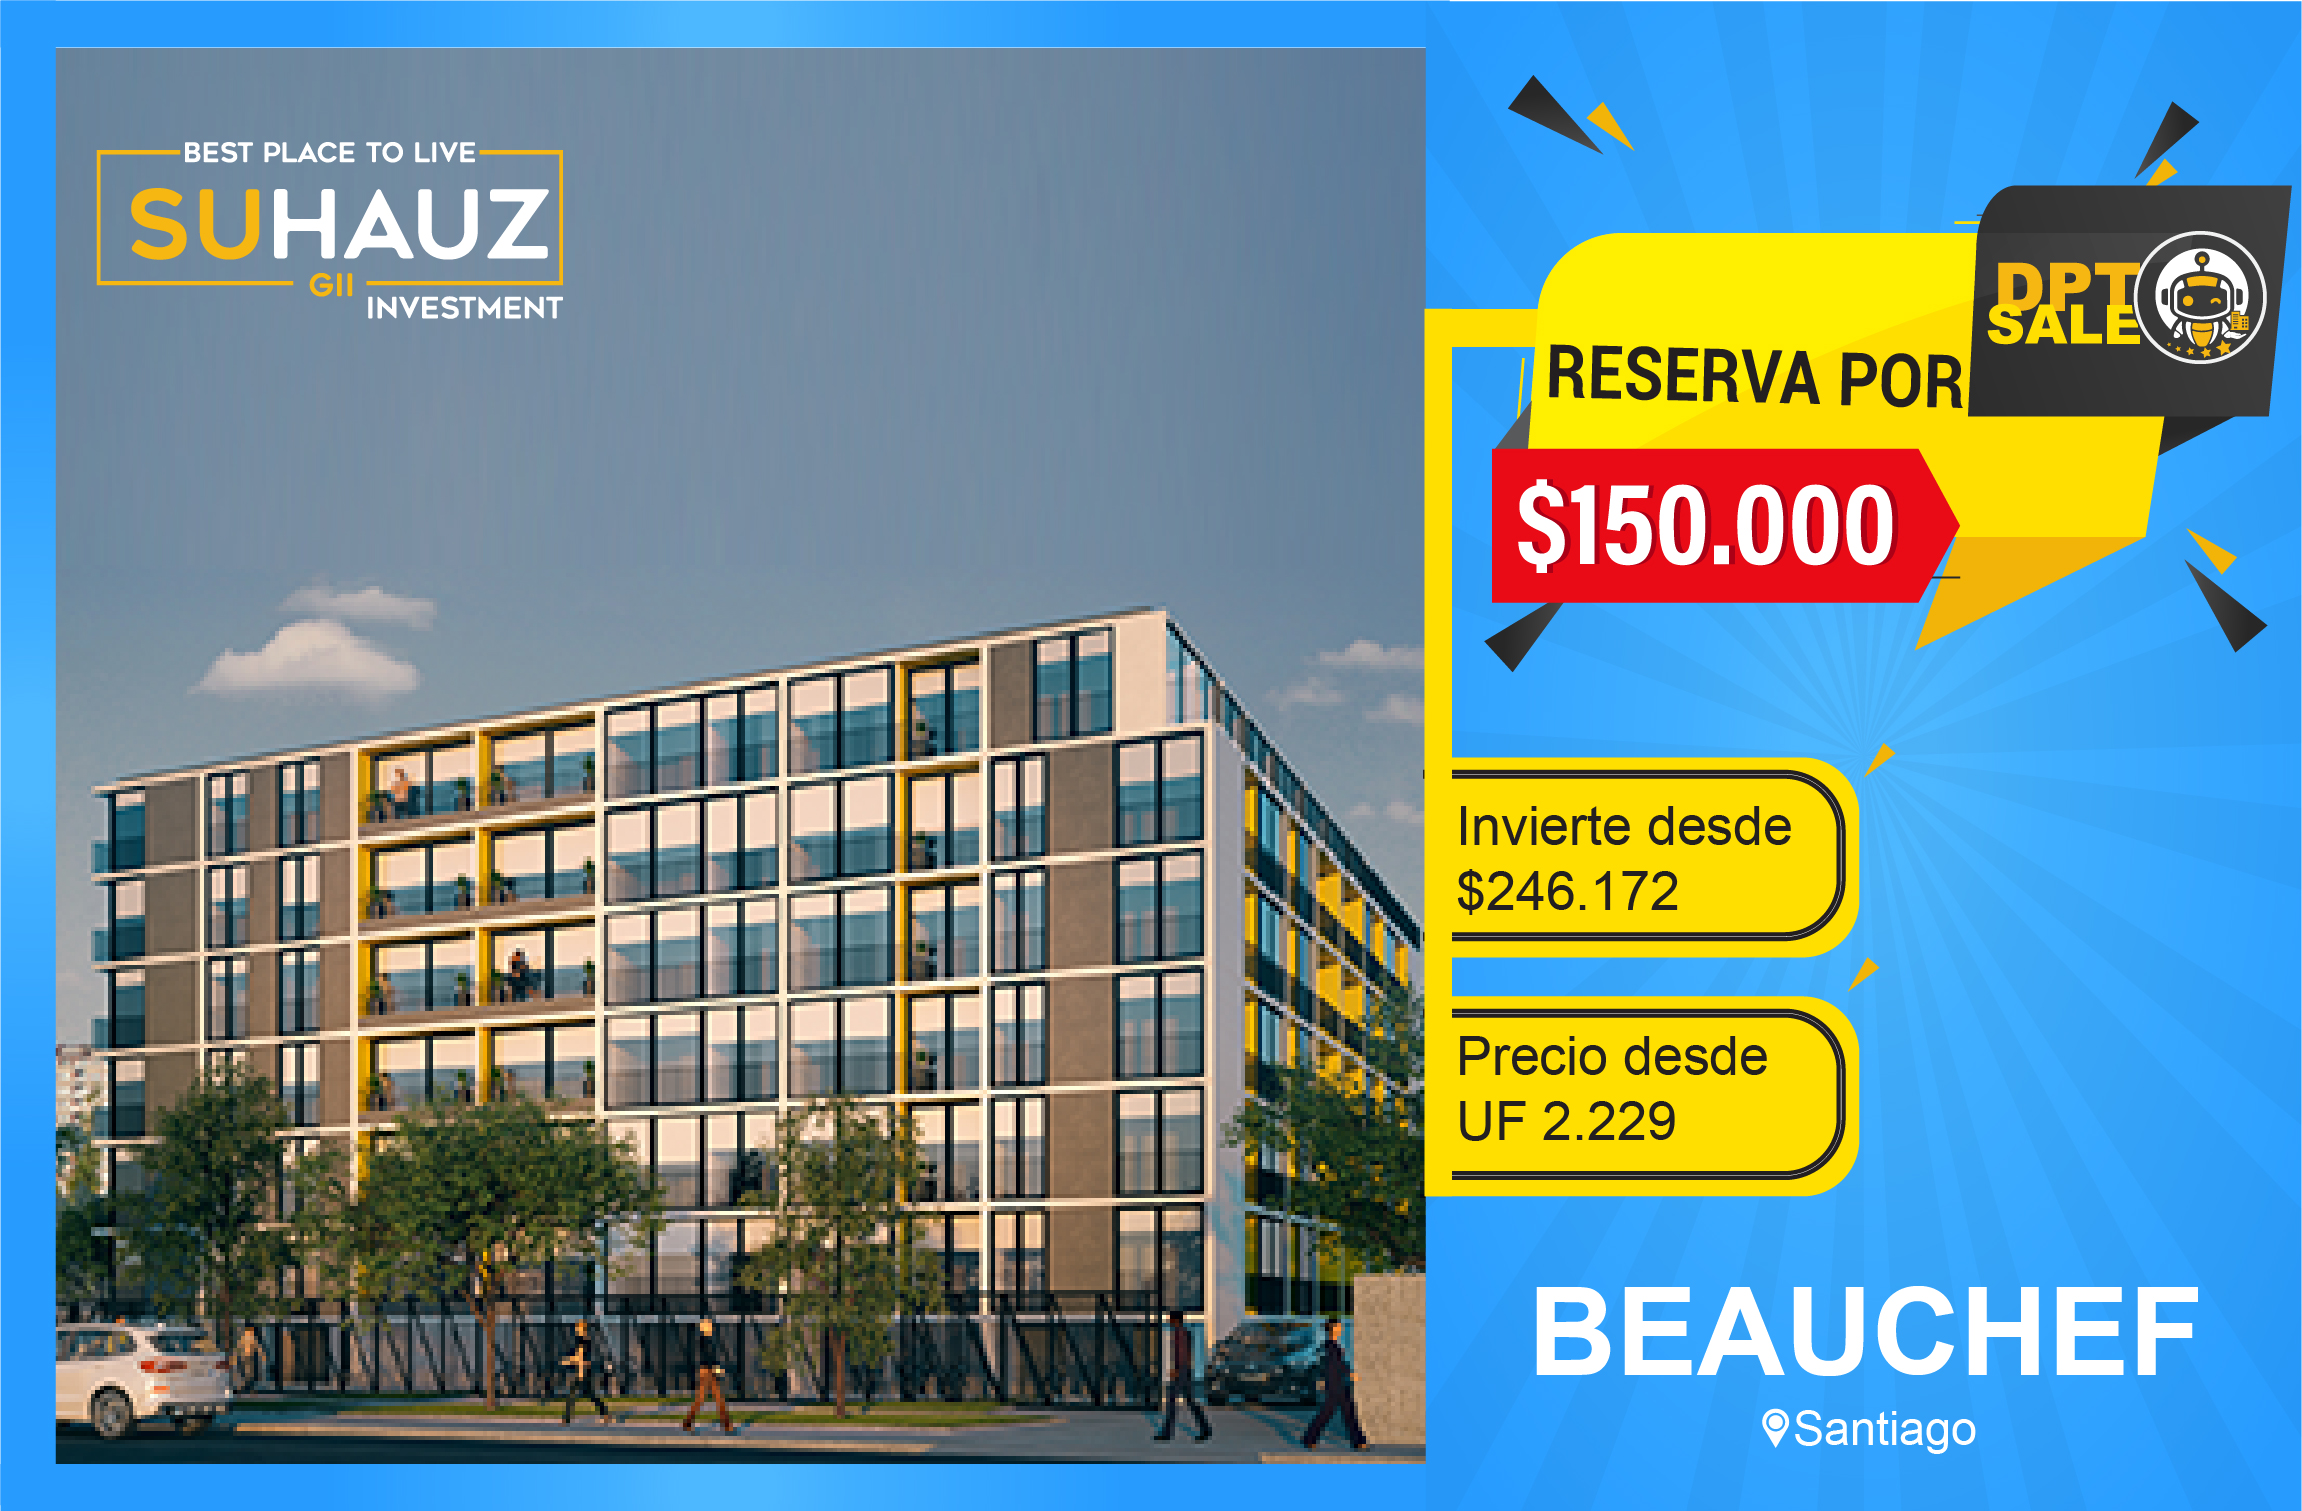 BEST PLACE TO LIVE
SUHAUZ
GII
INVESTMENT
DPT
SALE
RESERVA POR
$150.000
Invierte desde
$246.172
Precio desde
UF 2.229
BEAUCHEF
Santiago